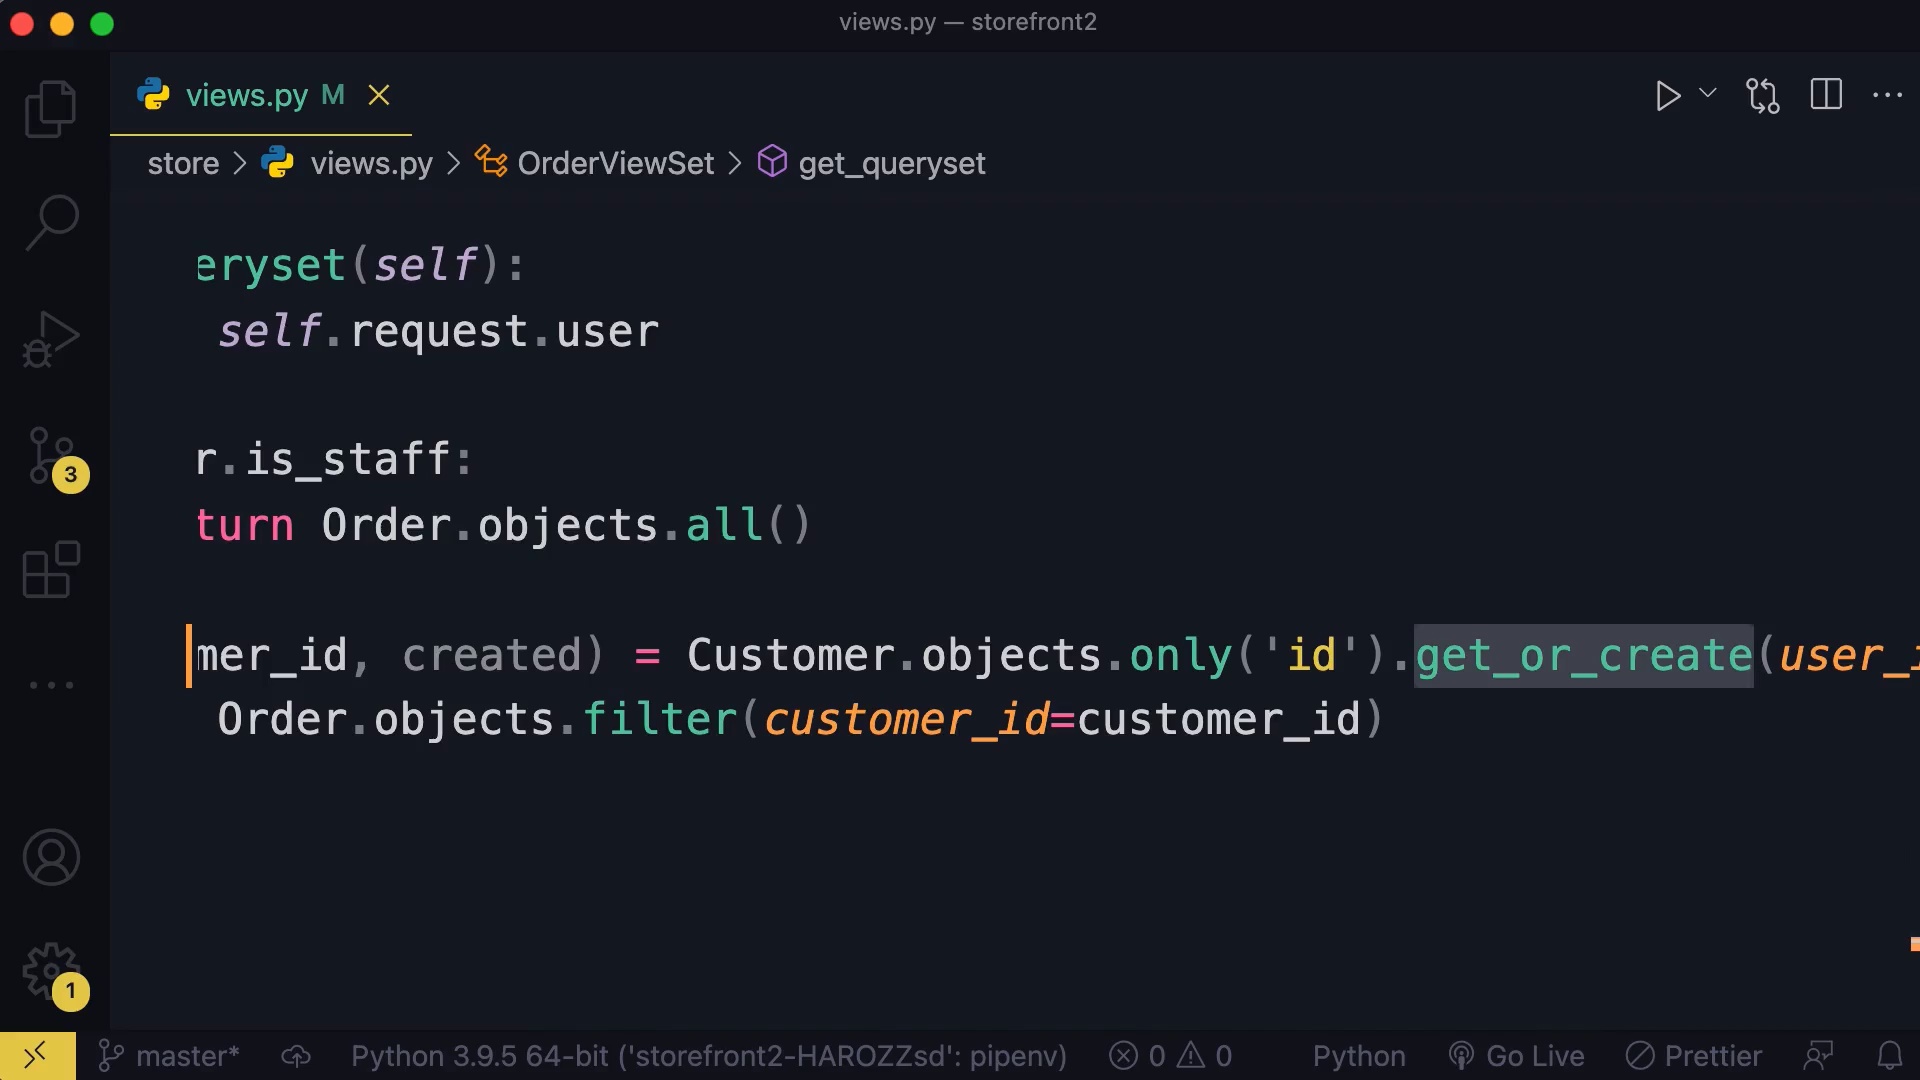 views.py — storefront2
views.py M
store > views.py > OrderViewSet > get_queryset
eryset(self):
self.request.user
r.is_staff:
turn Order.objects.all()
mer_id, created) = Customer.objects.only('id').get_or_create(user_i
Order.objects.filter(customer_id=customer_id)
3
1
master* Python 3.9.5 64-bit ('storefront2-HAROZZsd': pipenv) 0 0 Python Go Live Prettier